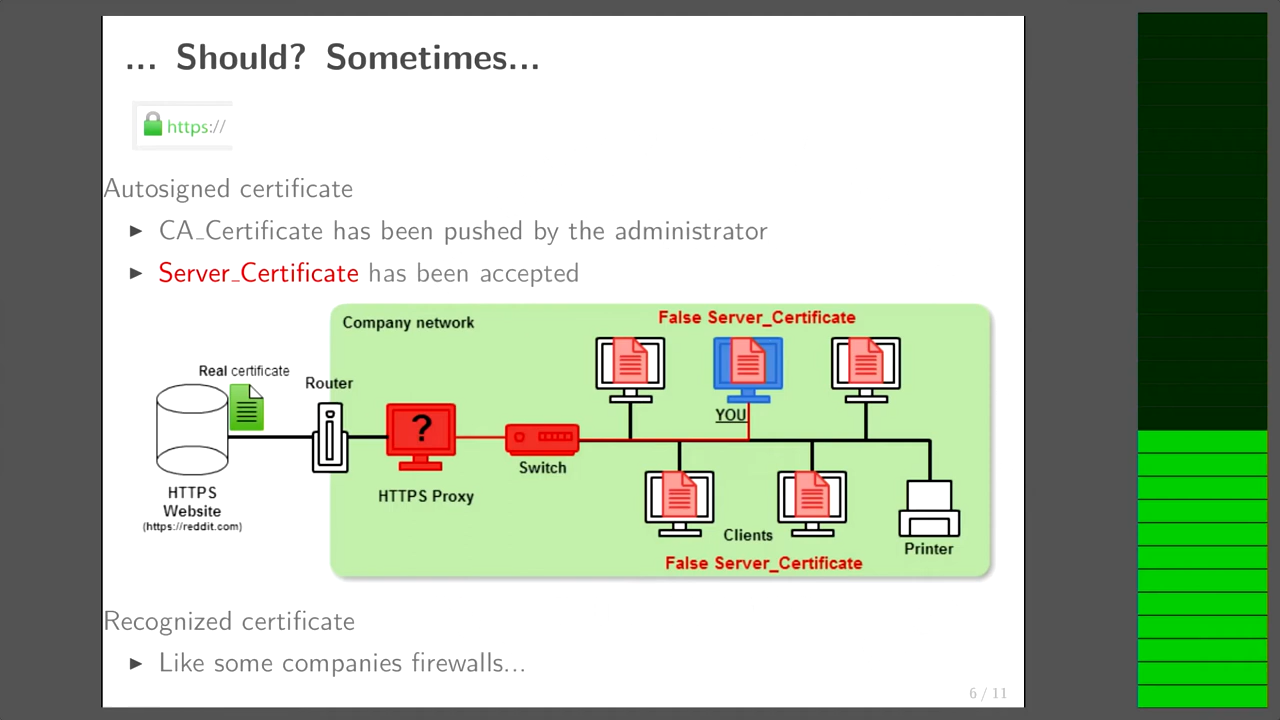 ... Should? Sometimes...
https://
Autosigned certificate
► CA_Certificate has been pushed by the administrator
► Server_Certificate has been accepted
Company network
False Server_Certificate
Real certificate
Router
YOU
?
Switch
HTTPS Proxy
HTTPS
Website
(https://reddit.com)
Clients
Printer
False Server_Certificate
Recognized certificate
► Like some companies firewalls...
6 / 11